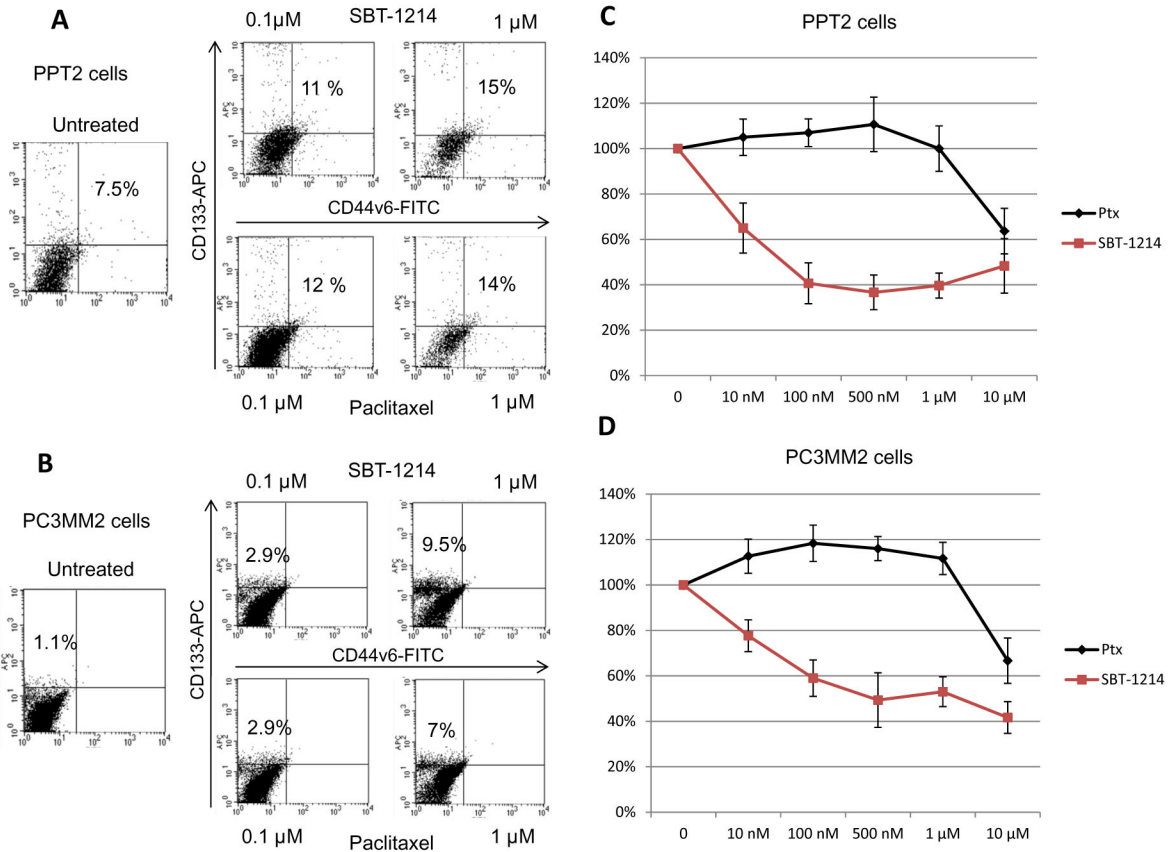 A
PPT2 cells
Untreated
7.5%
0.1µM
SBT-1214
1 µM
11 %
15%
CD133-APC
CD44v6-FITC
12 %
14%
0.1 µM
Paclitaxel
1 µM
B
PC3MM2 cells
Untreated
1.1%
0.1 µM
SBT-1214
1 µM
2.9%
9.5%
CD133-APC
CD44v6-FITC
2.9%
7%
0.1 µM
Paclitaxel
1 µM
C
PPT2 cells
140%
120%
100%
80%
60%
40%
20%
0%
0 10 nM 100 nM 500 nM 1 µM 10 µM
Ptx
SBT-1214
D
PC3MM2 cells
140%
120%
100%
80%
60%
40%
20%
0%
0 10 nM 100 nM 500 nM 1 µM 10 µM
Ptx
SBT-1214